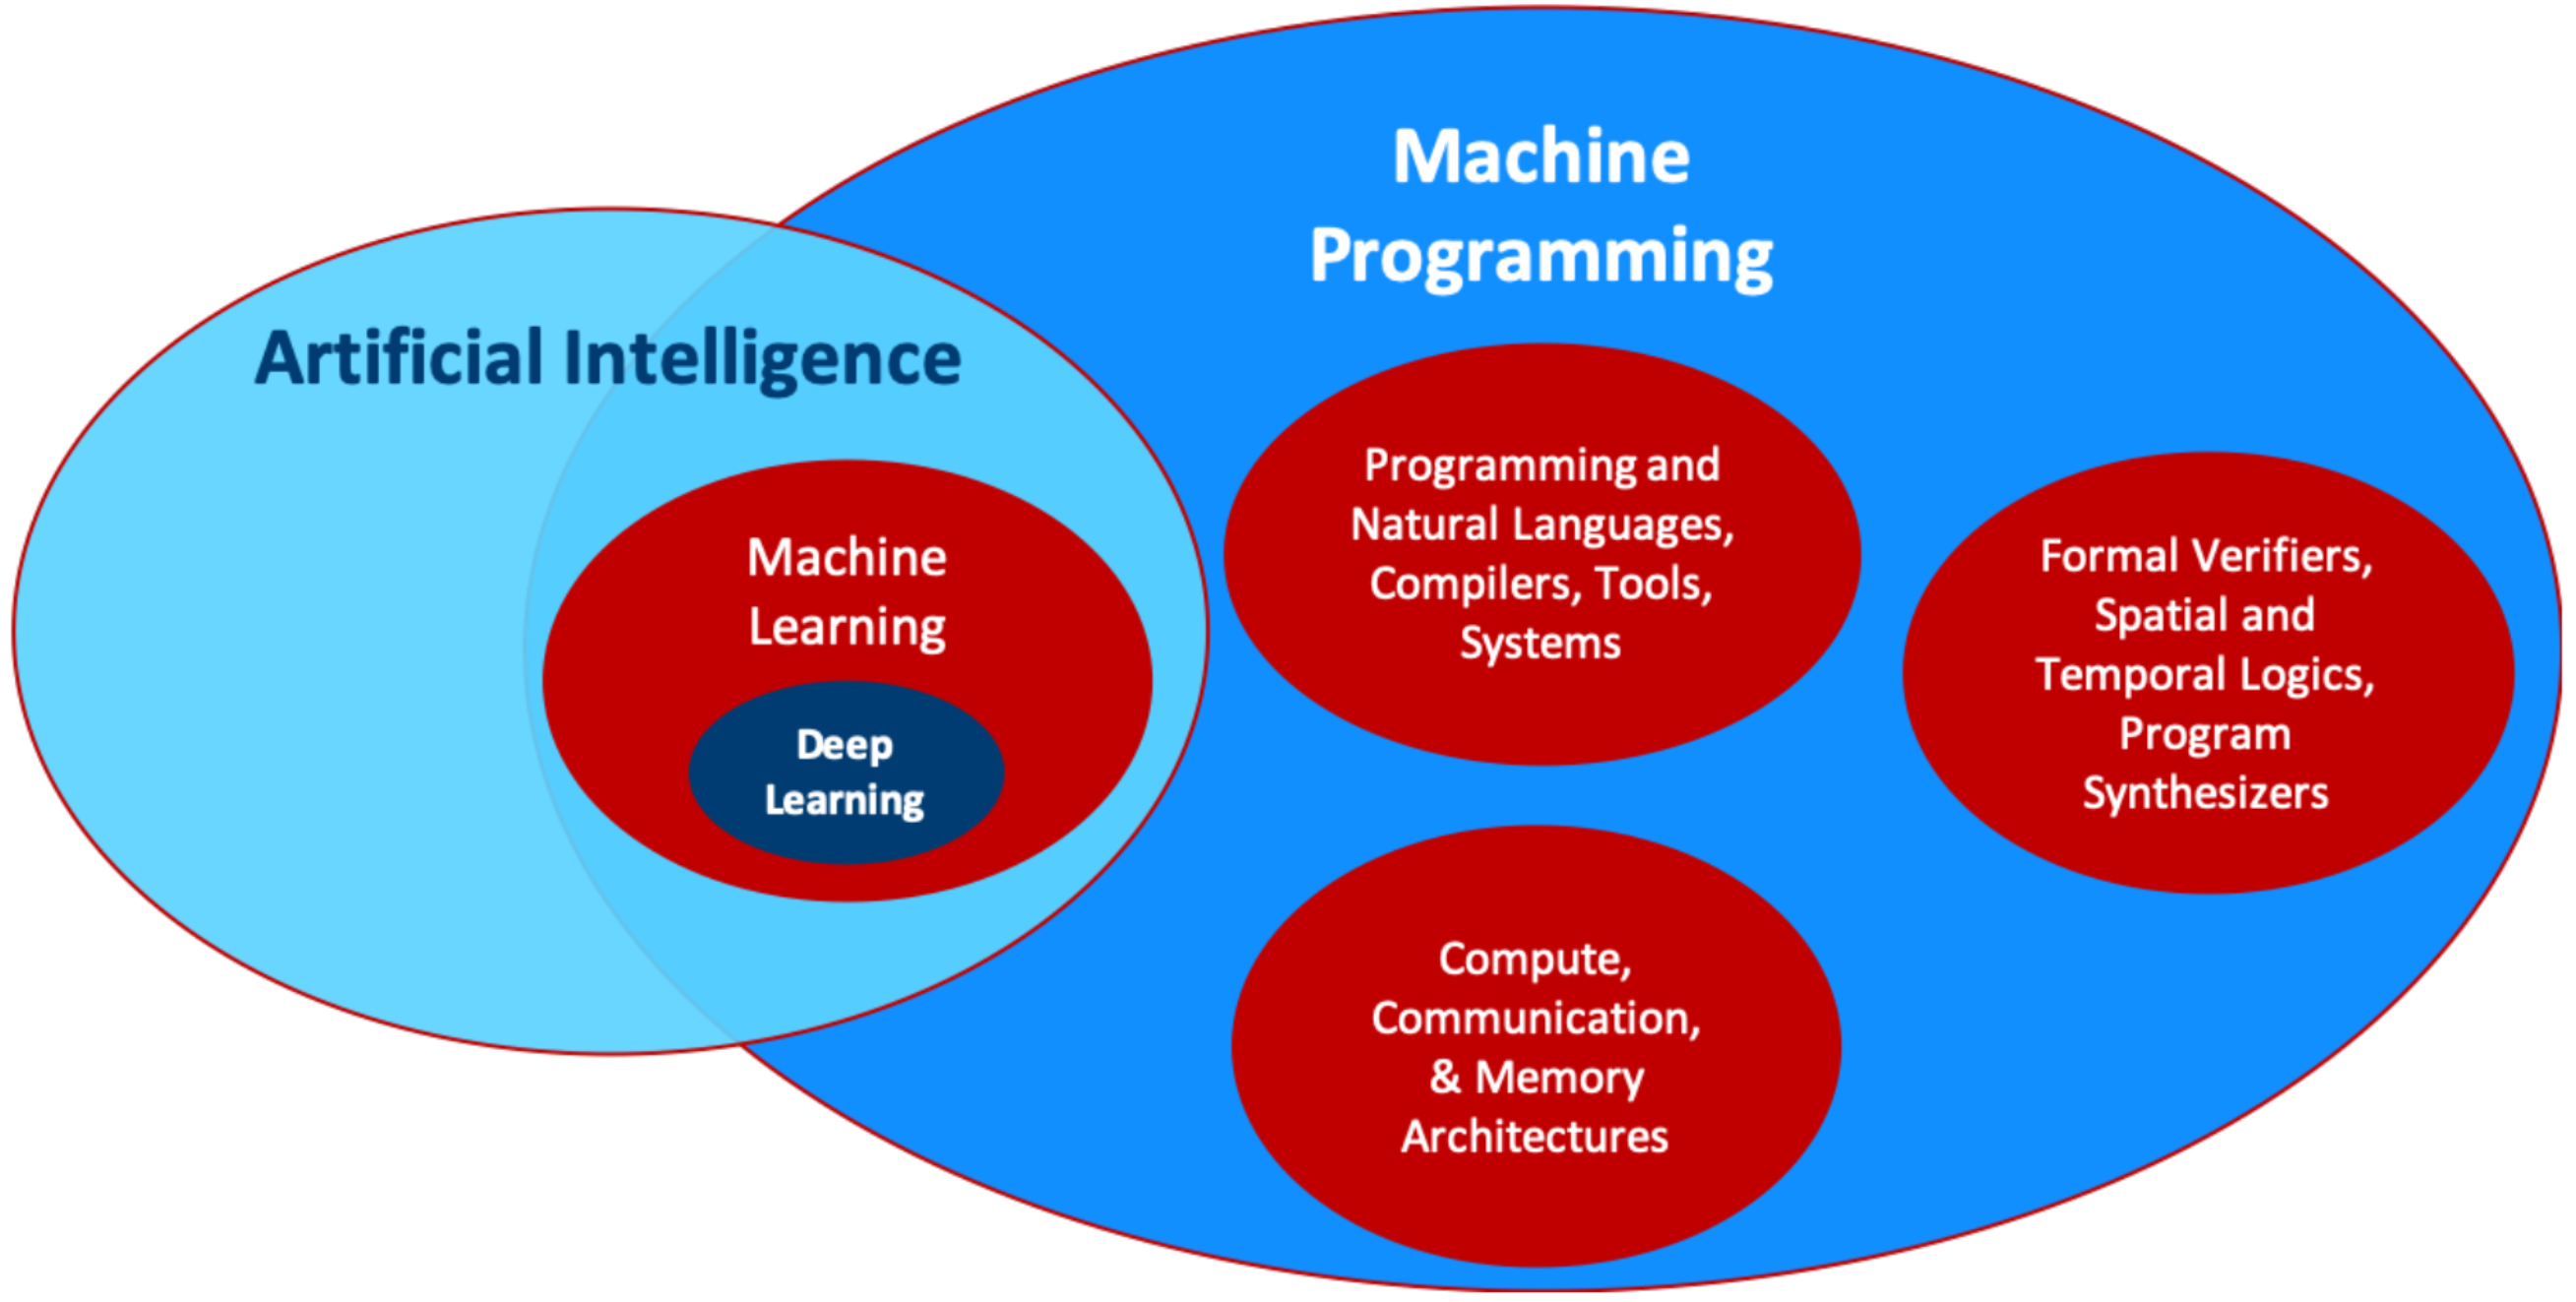 Machine
Programming
Artificial Intelligence
Machine
Learning
Deep
Learning
Programming and
Natural Languages,
Compilers, Tools,
Systems
Formal Verifiers,
Spatial and
Temporal Logics,
Program
Synthesizers
Compute,
Communication,
& Memory
Architectures